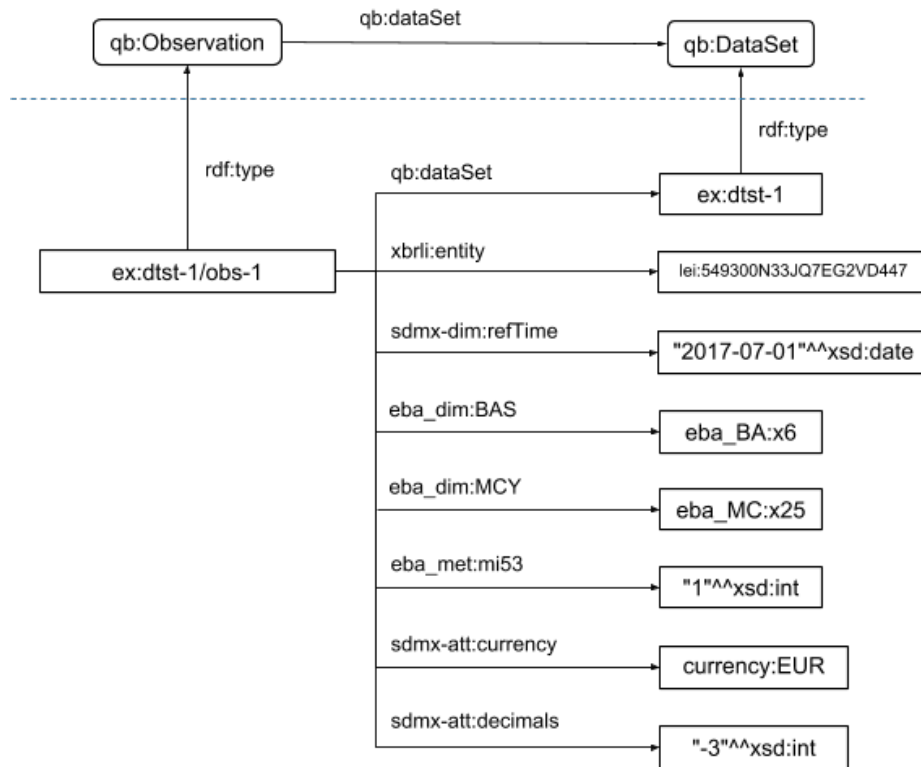 qb:dataSet
qb:Observation
qb:DataSet
rdf:type
rdf:type
qb:dataSet
ex:dtst-1
xbrli:entity
ex:dtst-1/obs-1
lei:549300N33JQ7EG2VD447
sdmx-dim:refTime
"2017-07-01"^^xsd:date
eba_dim:BAS
eba_BA:x6
eba_dim:MCY
eba_MC:x25
eba_met:mi53
"1"^^xsd:int
sdmx-att:currency
currency:EUR
sdmx-att:decimals
"-3"^^xsd:int